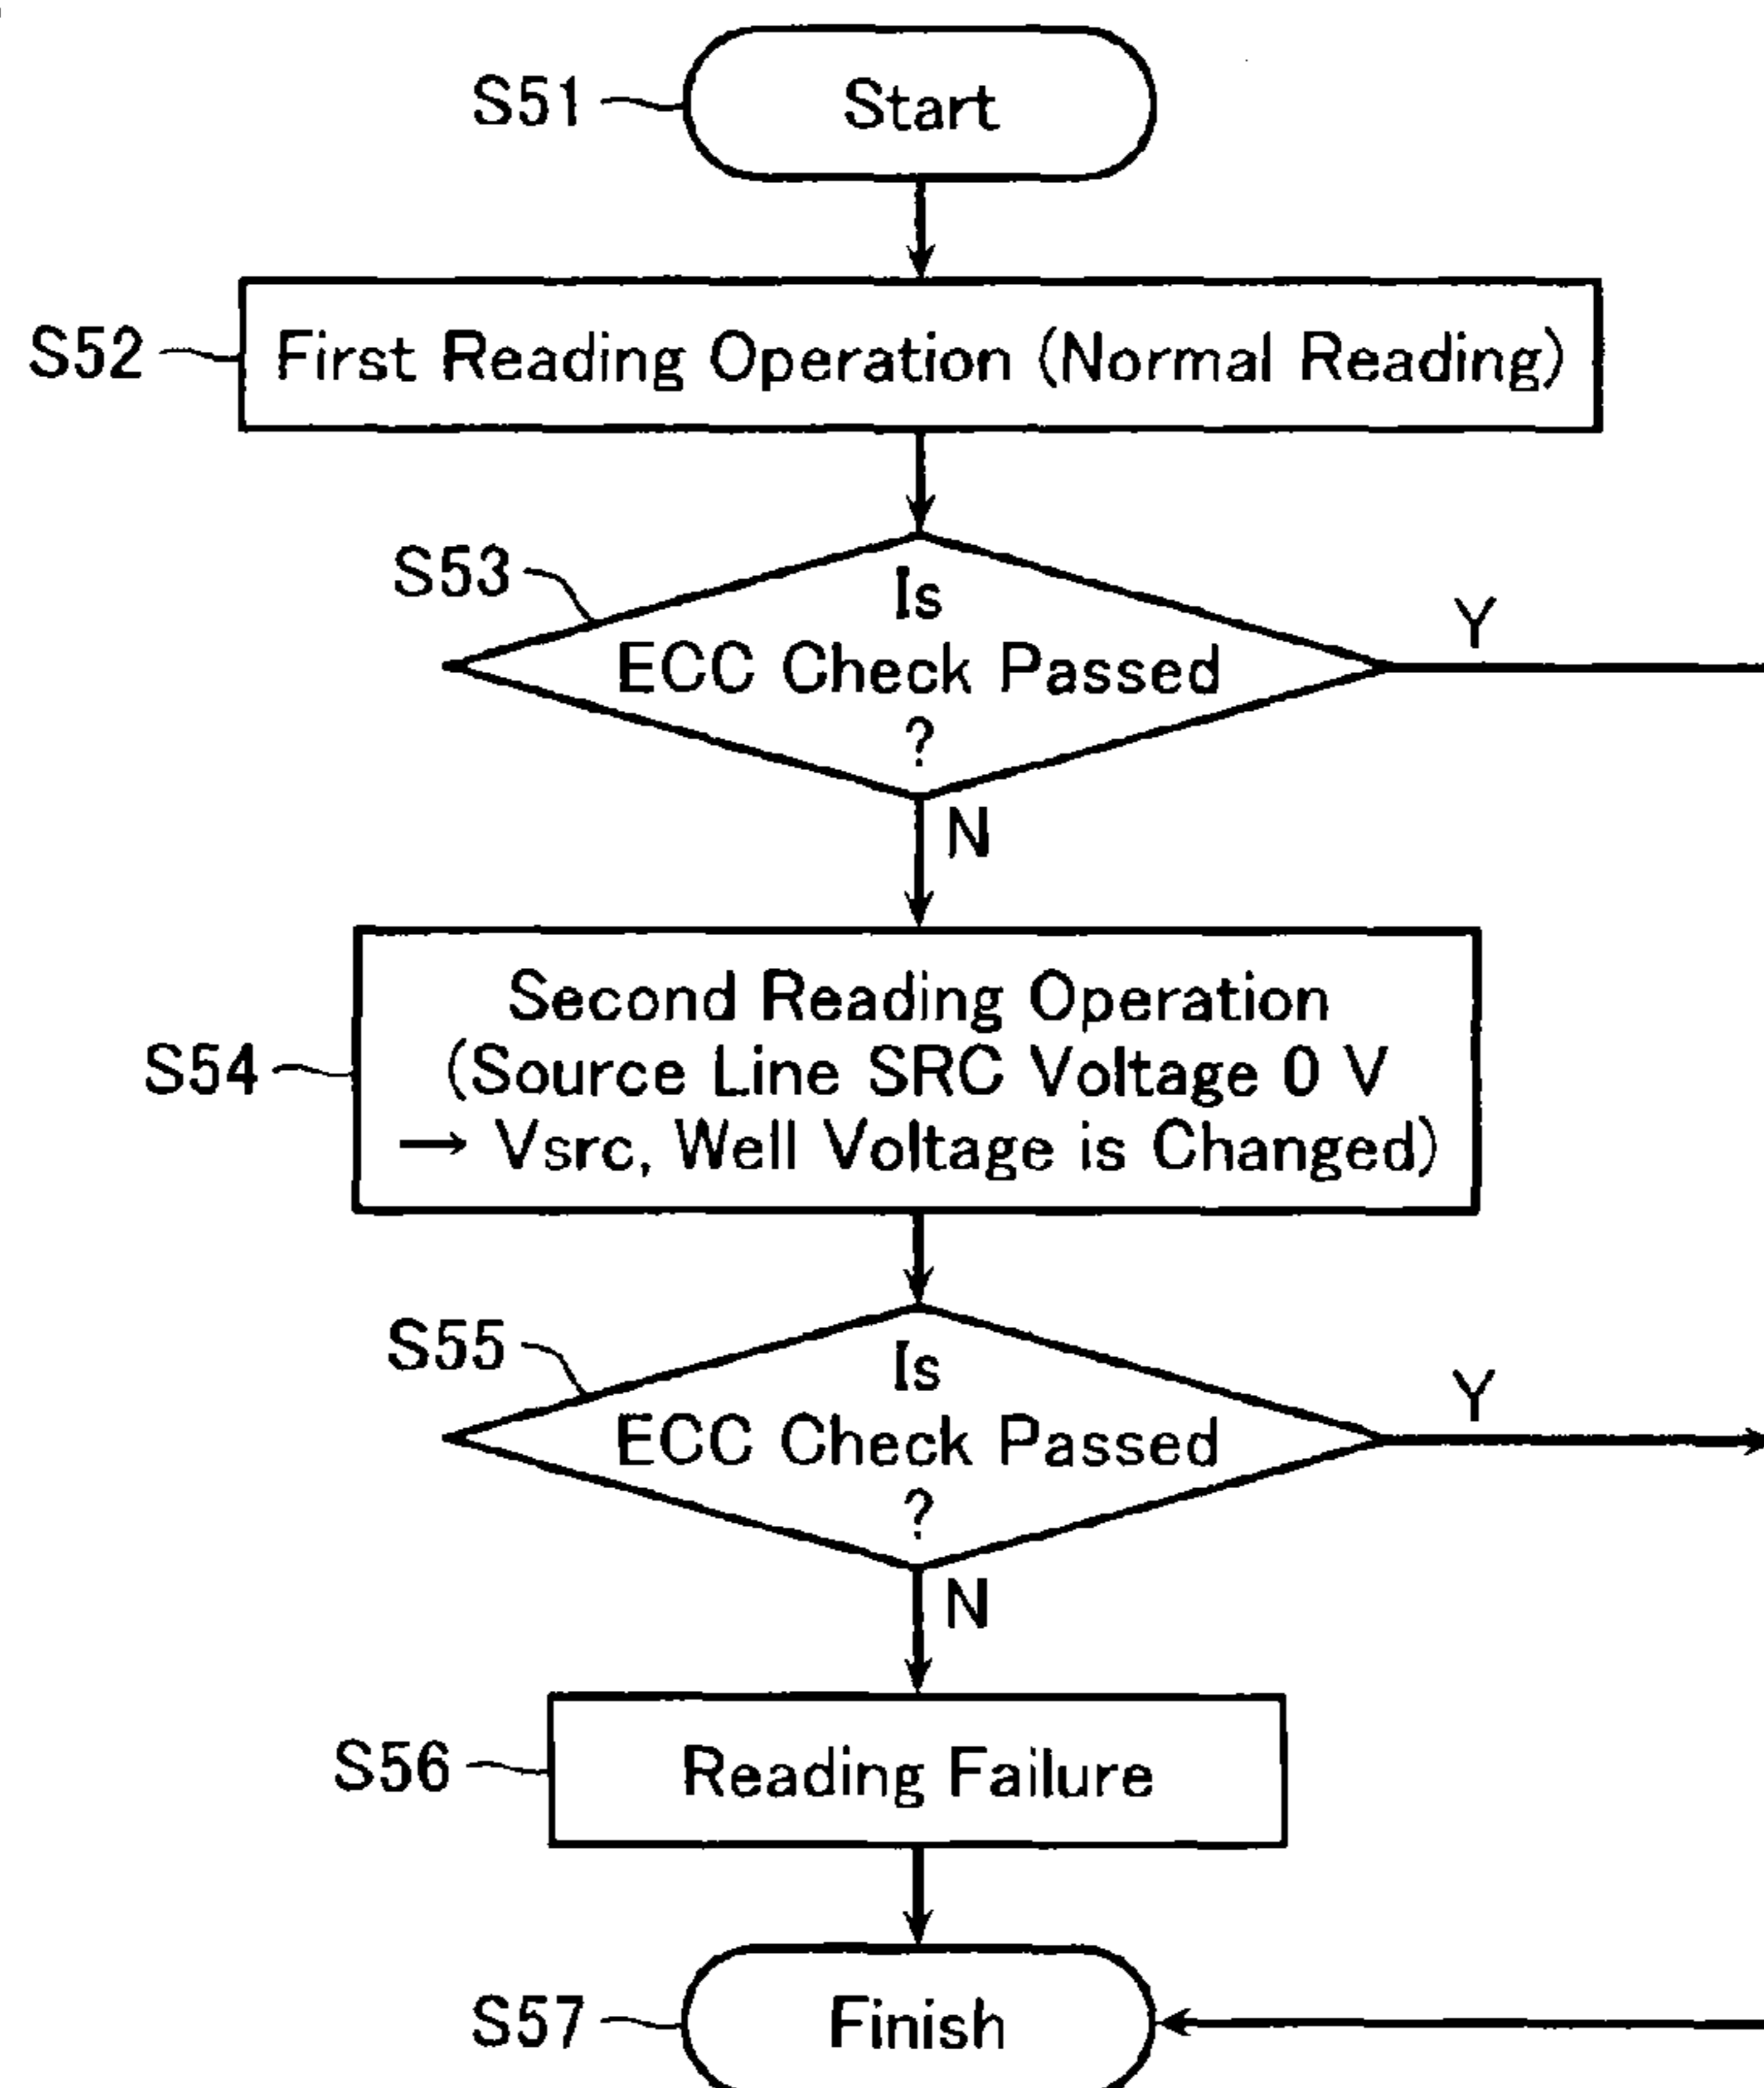 S51
Start
S52
First Reading Operation (Normal Reading)
S53
Is
ECC Check Passed
?
Y
N
S54
Second Reading Operation
(Source Line SRC Voltage 0 V
→ Vsrc, Well Voltage is Changed)
S55
Is
ECC Check Passed
?
Y
N
S56
Reading Failure
S57
Finish